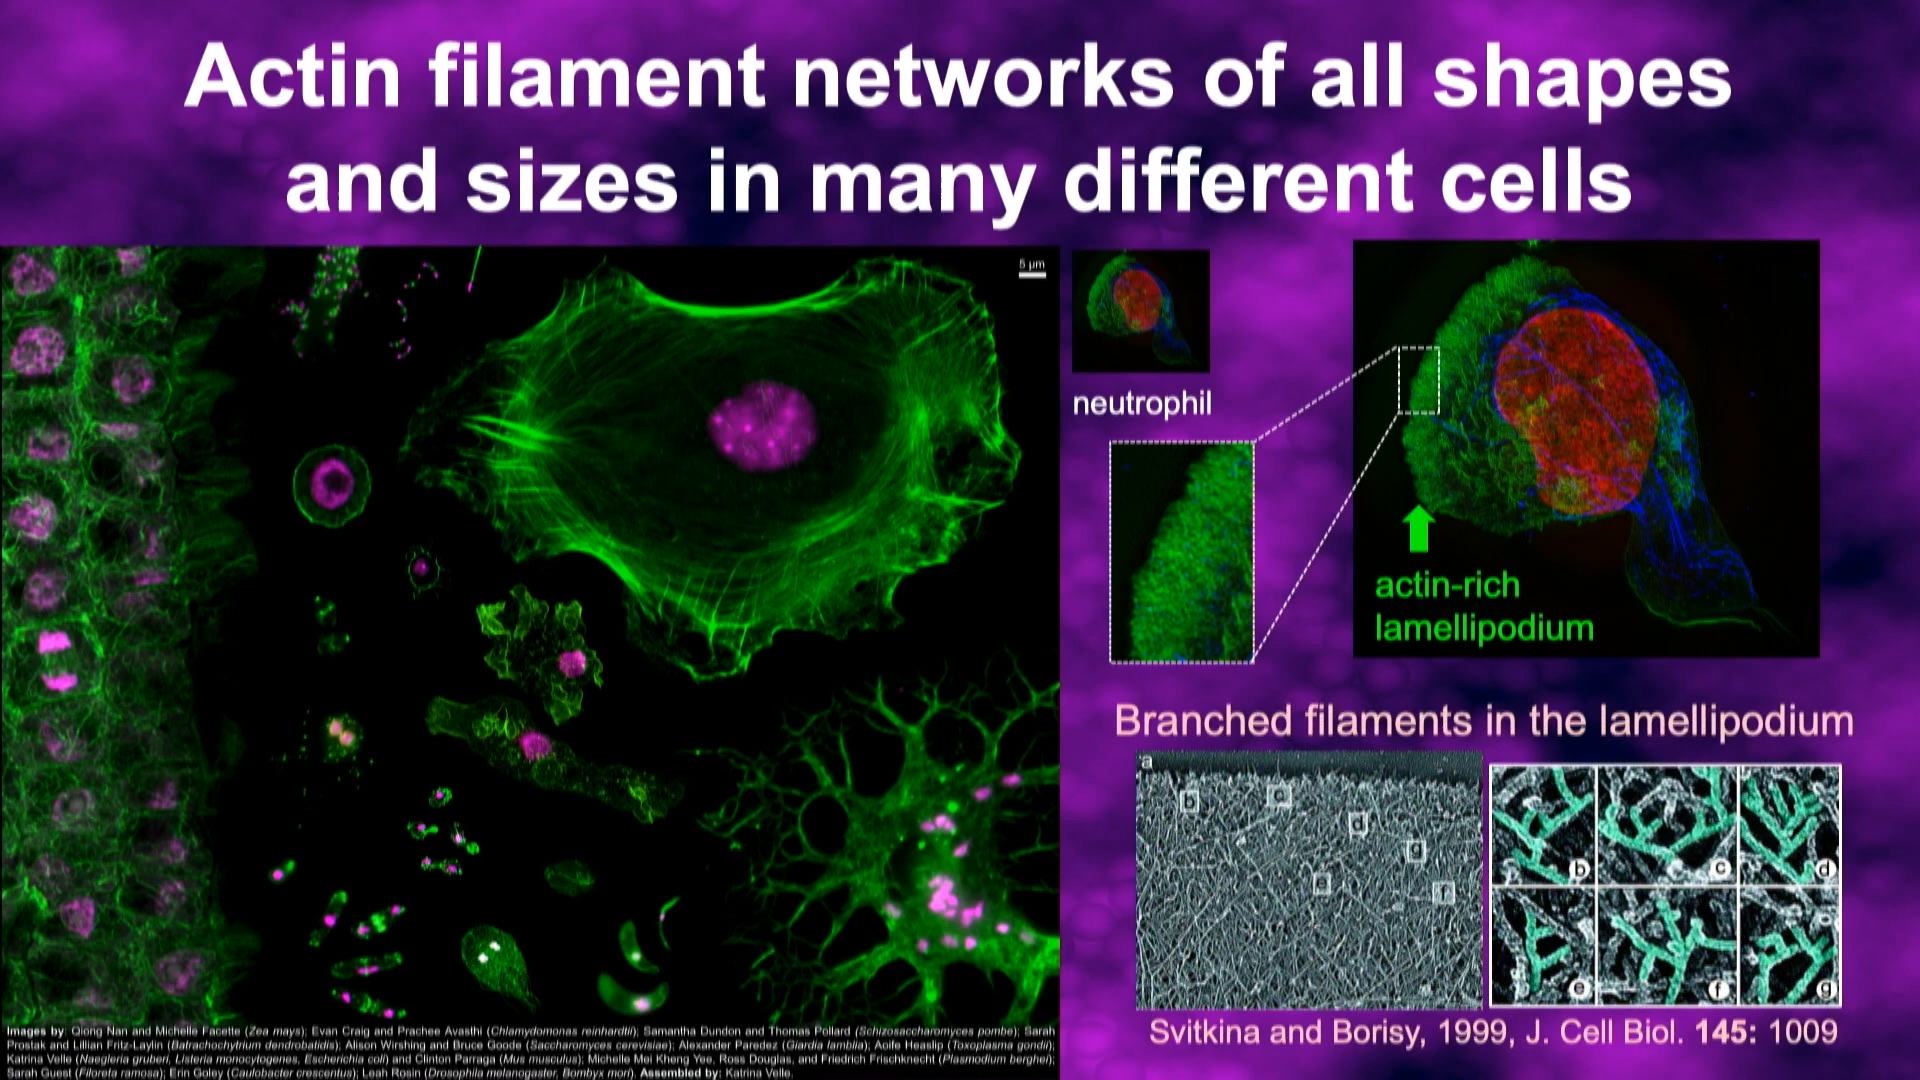 Actin filament networks of all shapes
and sizes in many different cells
5 μm
neutrophil
actin-rich
lamellipodium
Branched filaments in the lamellipodium
a
b
c
d
g
e
f
b
c
d
e
f
g
Svitkina and Borisy, 1999, J. Cell Biol. 145: 1009
Images by: Qiong Nan and Michelle Facette (Zea mays); Evan Craig and Prachee Avasthi (Chlamydomonas reinhardtii); Samantha Dundon and Thomas Pollard (Schizosaccharomyces pombe); Sarah
Prostak and Lillian Fritz-Laylin (Batrachochytrium dendrobatidis); Alison Wirshing and Bruce Goode (Saccharomyces cerevisiae); Alexander Paredez (Giardia lamblia); Aoife Heaslip (Toxoplasma gondii);
Katrina Velle (Naegleria gruberi, Listeria monocytogenes, Escherichia coli) and Clinton Parraga (Mus musculus); Michelle Mei Kheng Yee, Ross Douglas, and Friedrich Frischknecht (Plasmodium berghei);
Sarah Guest (Filoreta ramosa); Erin Goley (Caulobacter crescentus); Leah Rosin (Drosophila melanogaster, Bombyx mori). Assembled by: Katrina Velle.